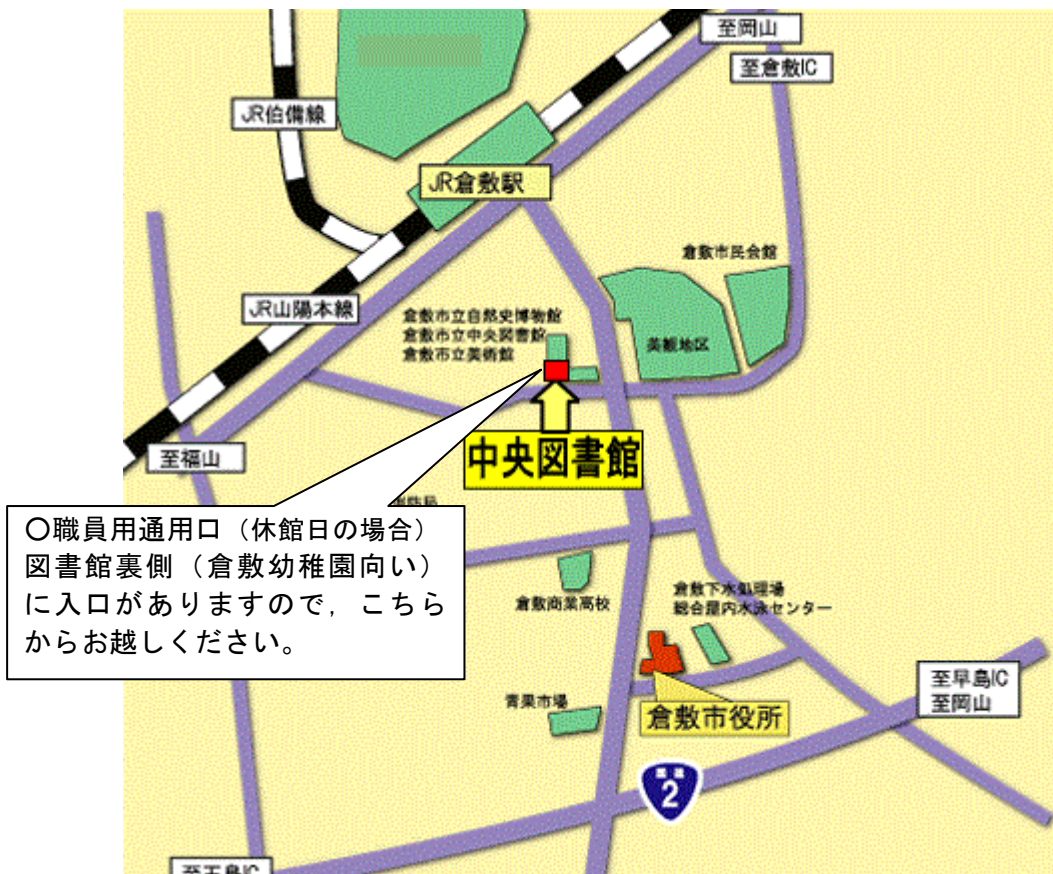 至岡山
至倉敷IC
JR伯備線
JR倉敷駅
倉敷市民会館
JR山陽本線
倉敷市立自然史博物館
倉敷市立中央図書館
倉敷市立美術館
美観地区
至福山
中央図書館
〇職員用通用口（休館日の場合）
図書館裏側（倉敷幼稚園向い）
に入口がありますので，こちら
からお越しください。
倉敷商業高校
倉敷下水処理場
総合屋内水泳センター
至早島IC
至岡山
青果市場
倉敷市役所
国道
2